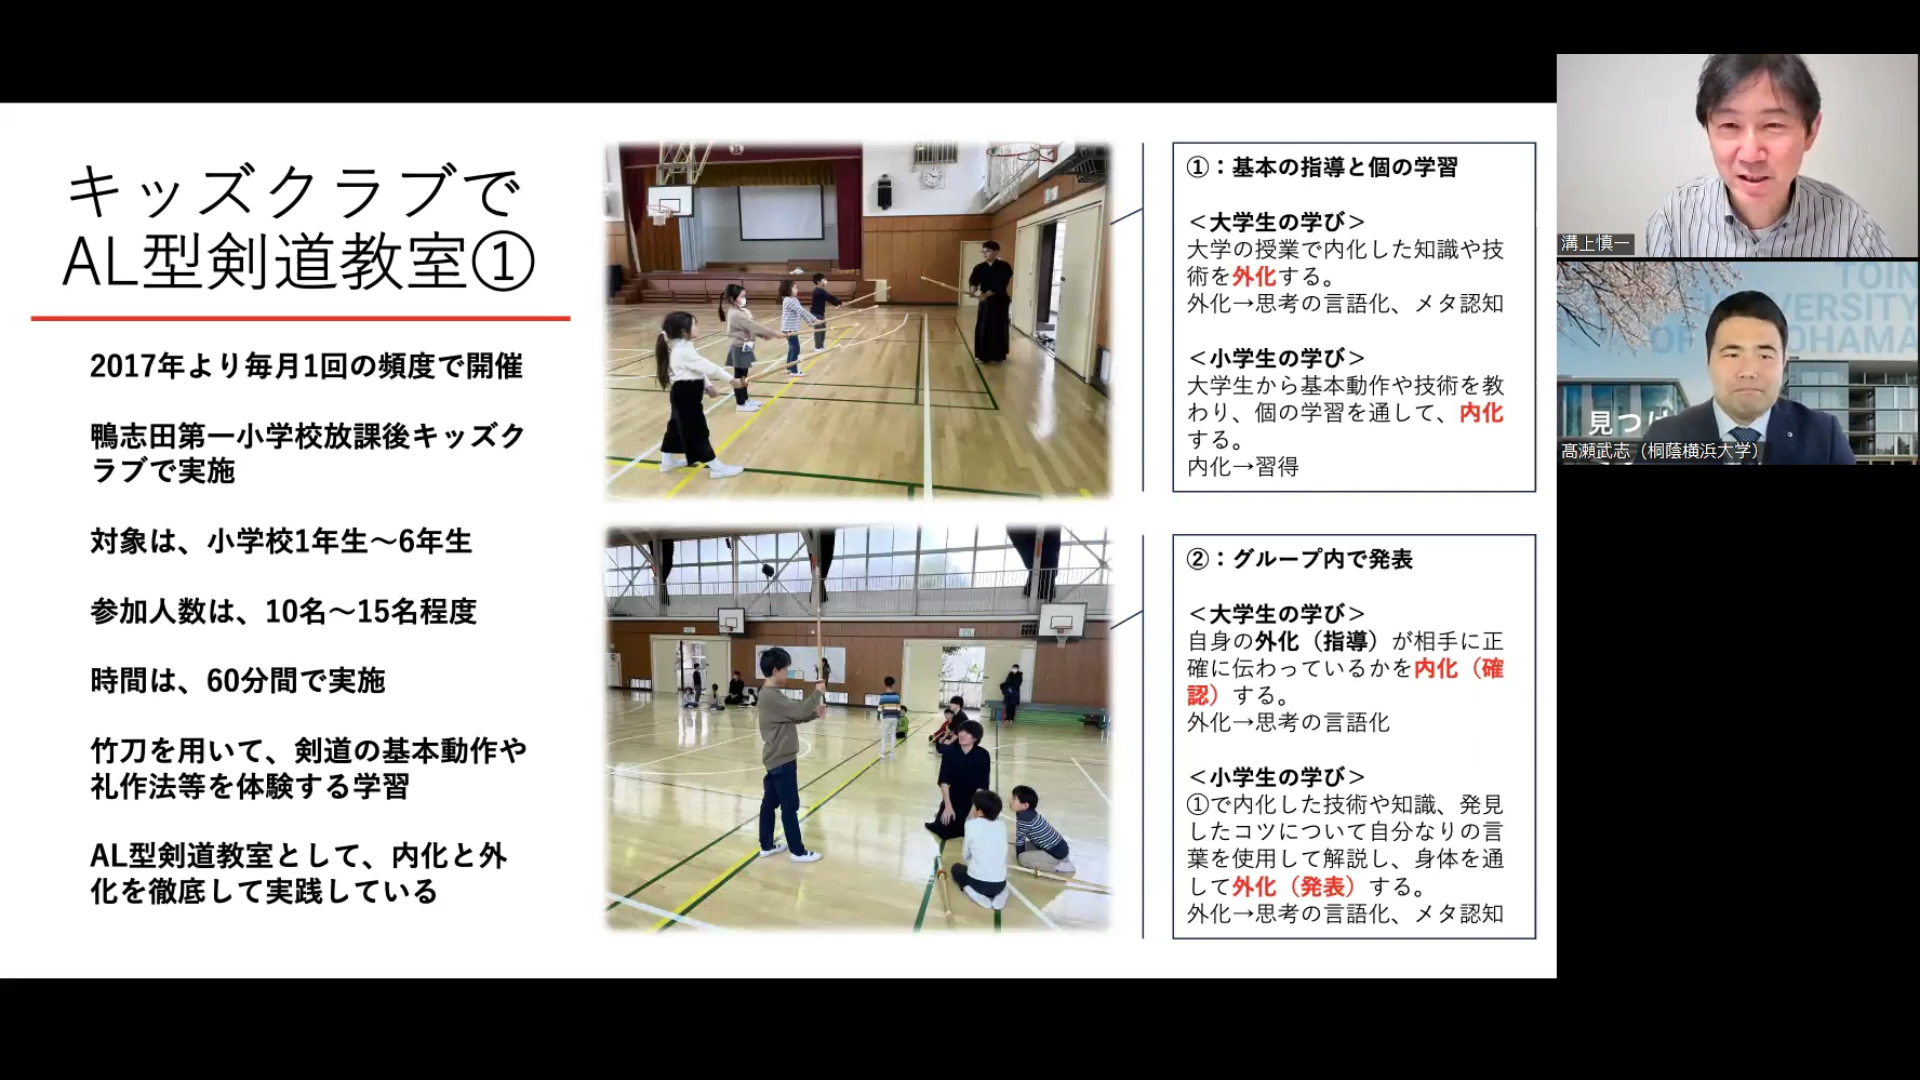 キッズクラブで
AL型剣道教室①
2017年より毎月1回の頻度で開催
鴨志田第一小学校放課後キッズク
ラブで実施
対象は、小学校1年生～6年生
参加人数は、10名～15名程度
時間は、60分間で実施
竹刀を用いて、剣道の基本動作や
礼作法等を体験する学習
AL型剣道教室として、内化と外
化を徹底して実践している
①：基本の指導と個の学習
＜大学生の学び＞
大学の授業で内化した知識や技
術を外化する。
外化→思考の言語化、メタ認知
＜小学生の学び＞
大学生から基本動作や技術を教
わり、個の学習を通して、内化
する。
内化→習得
②：グループ内で発表
＜大学生の学び＞
自身の外化（指導）が相手に正
確に伝わっているかを内化（確
認）する。
外化→思考の言語化
＜小学生の学び＞
①で内化した技術や知識、発見
したコツについて自分なりの言
葉を使用して解説し、身体を通
して外化（発表）する。
外化→思考の言語化、メタ認知
溝上慎一
TOIN
UNIVERSITY
OF YOKOHAMA
見つけ
髙瀬武志（桐蔭横浜大学）